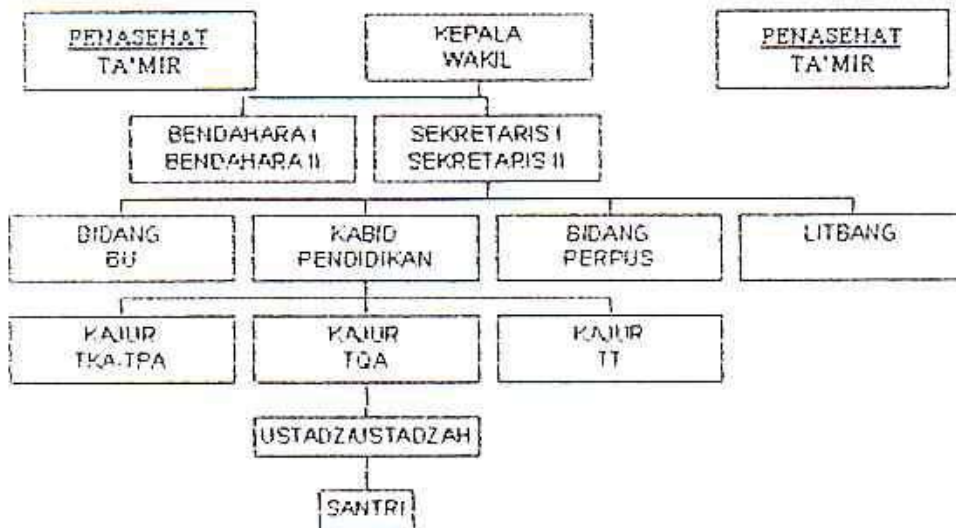 PENASEHAT
TA'MIR
KEPALA
WAKIL
PENASEHAT
TA'MIR
BENDAHARA I
BENDAHARA II
SEKRETARIS I
SEKRETARIS II
BIDANG
BU
KABID
PENDIDIKAN
BIDANG
PERPUS
LITBANG
KAJUR
TKA-TPA
KAJUR
TQA
KAJUR
TT
USTADZ/USTADZAH
SANTRI